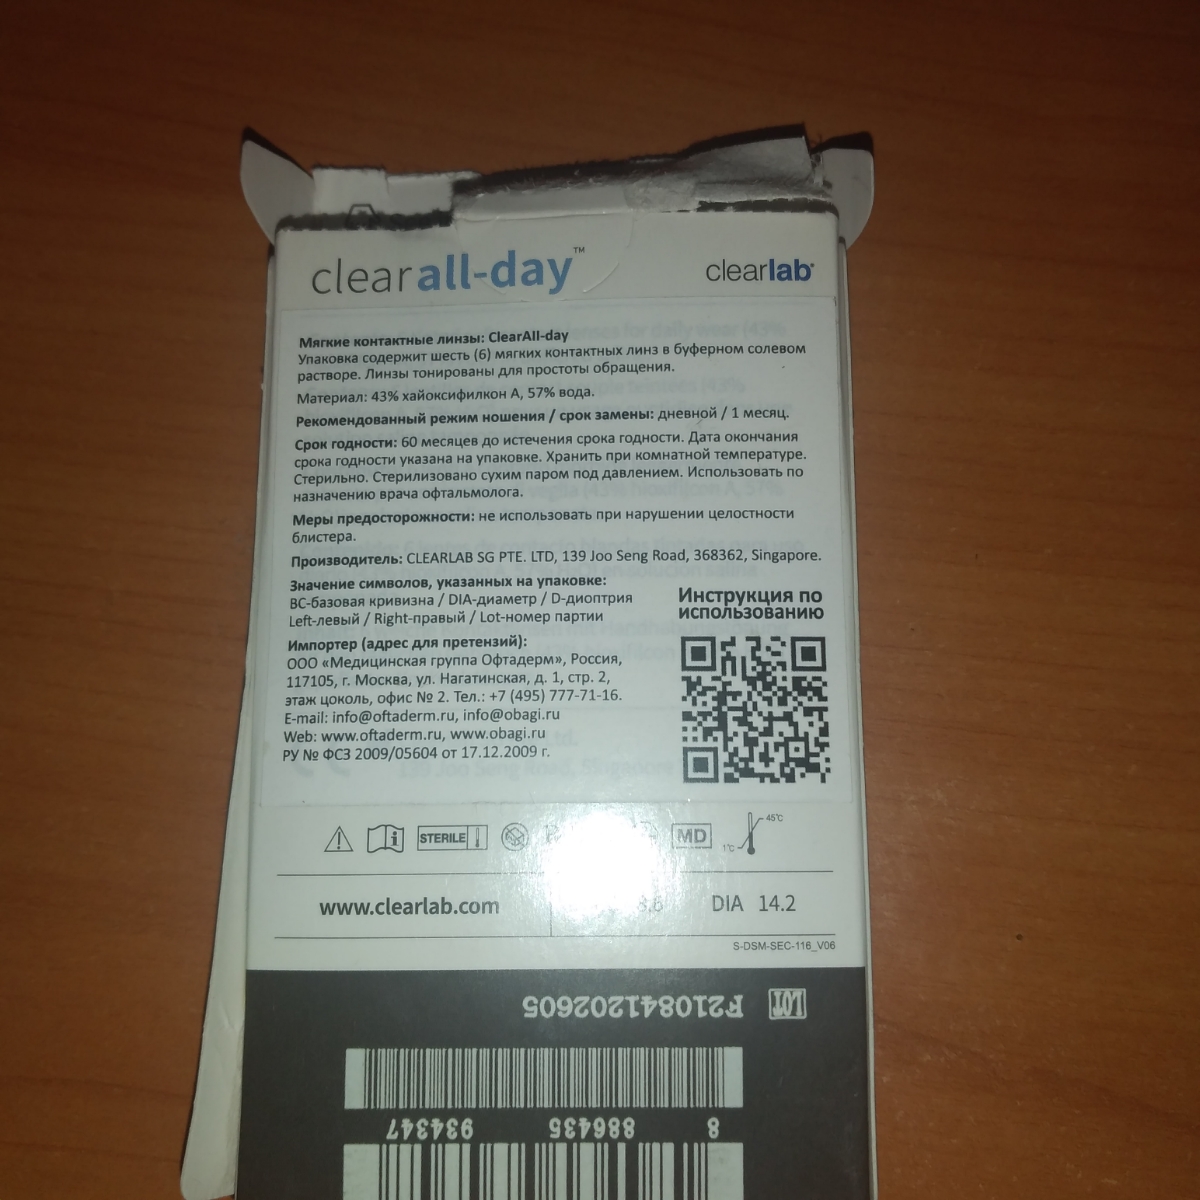 clear all-day™
clearlab
Мягкие контактные линзы: ClearAll-day
Упаковка содержит шесть (6) мягких контактных линз в буферном солевом
растворе. Линзы тонированы для простоты обращения.
Материал: 43% хайоксифилкон А, 57% вода.
Рекомендованный режим ношения / срок замены: дневной / 1 месяц.
Срок годности: 60 месяцев до истечения срока годности. Дата окончания
срока годности указана на упаковке. Хранить при комнатной температуре.
Стерильно. Стерилизовано сухим паром под давлением. Использовать по
назначению врача офтальмолога.
Меры предосторожности: не использовать при нарушении целостности
блистера.
Производитель: CLEARLAB SG PTE. LTD, 139 Joo Seng Road, 368362, Singapore.
Значение символов, указанных на упаковке:
BC-базовая кривизна / DIA-диаметр / D-диоптрия
Left-левый / Right-правый / Lot-номер партии
Импортер (адрес для претензий):
ООО «Медицинская группа Офтадерм», Россия,
117105, г. Москва, ул. Нагатинская, д. 1, стр. 2,
этаж цоколь, офис № 2. Тел.: +7 (495) 777-71-16.
E-mail: info@oftaderm.ru, info@obagi.ru
Web: www.oftaderm.ru, www.obagi.ru
РУ № ФСЗ 2009/05604 от 17.12.2009 г.
Инструкция по
использованию
STERILE MD 1°C 45°C
www.clearlab.com 8.6 DIA 14.2
S-DSM-SEC-116_V06
LOT F210841202605
8 886435 934347